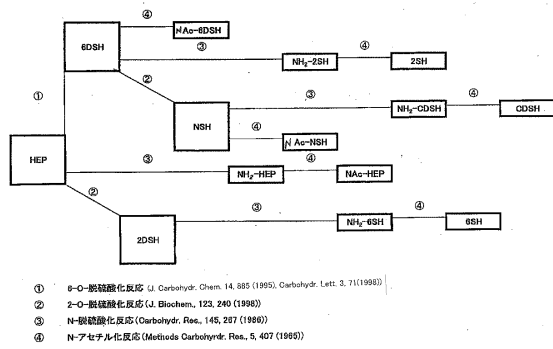 ④
6DSH
NAc-6DSH
③
NH₂-2SH
④
2SH
②
①
NSH
③
NH₂-CDSH
④
CDSH
④
NAc-NSH
HEP
③
NH₂-HEP
④
NAc-HEP
②
2DSH
③
NH₂-6SH
④
6SH
① 6-O-脱硫酸化反応 (J. Carbohydr. Chem. 14, 885 (1995), Carbohydr. Lett. 3, 71(1998))
② 2-O-脱硫酸化反応 (J. Biochem., 123, 240 (1998))
③ N-脱硫酸化反応 (Carbohydr. Res., 145, 267 (1986))
④ N-アセチル化反応 (Methods Carbohyrdr. Res., 5, 407 (1965))